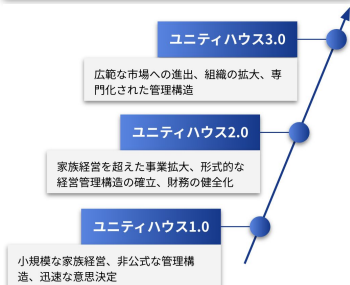 ユニティハウス3.0
広範な市場への進出、組織の拡大、専
門化された管理構造
ユニティハウス2.0
家族経営を超えた事業拡大、形式的な
経営管理構造の確立、財務の健全化
ユニティハウス1.0
小規模な家族経営、非公式な管理構
造、迅速な意思決定